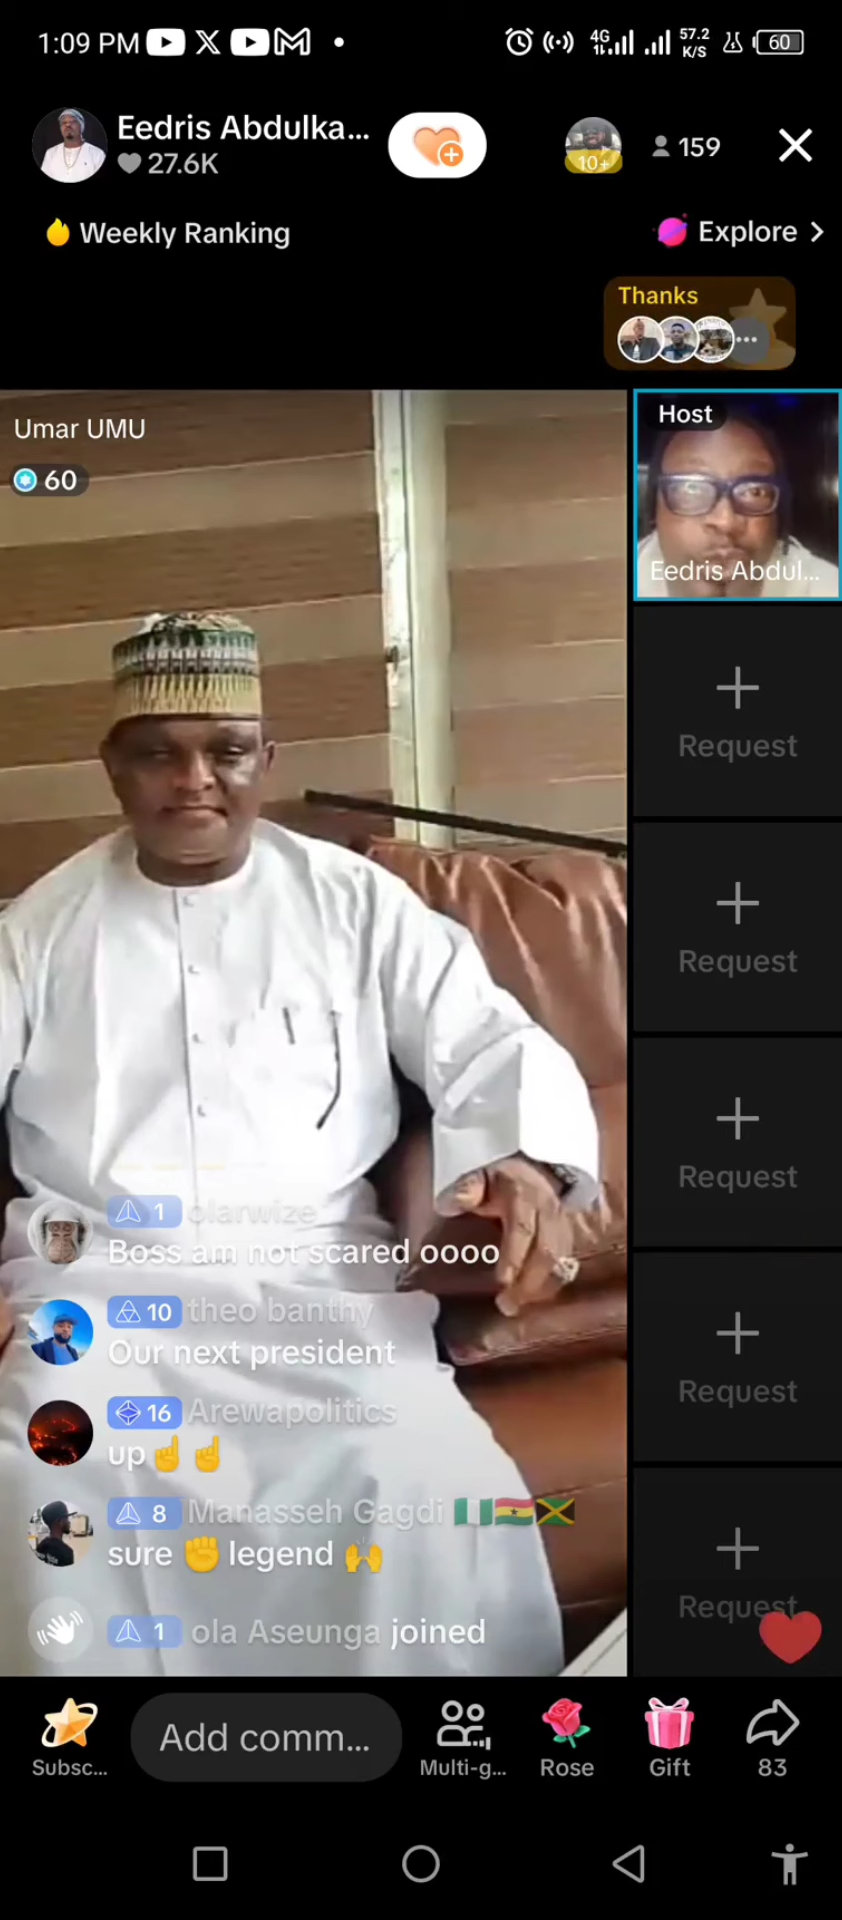 1:09 PM
4G
57.2
K/S
60
Eedris Abdulka...
27.6K
10+
159
Weekly Ranking
Explore
Thanks
Umar UMU
60
Host
Eedris Abdul...
Request
Request
Request
Request
Request
1 olarwize
Boss am not scared oooo
10 theo banthy
Our next president
16 Arewapolitics
up☝️☝️
8 Manasseh Gagdi 🇳🇬🇬🇭🇯🇲
sure ✊ legend 🙌
1 ola Aseunga joined
Subsc...
Add comm...
Multi-g...
Rose
Gift
83